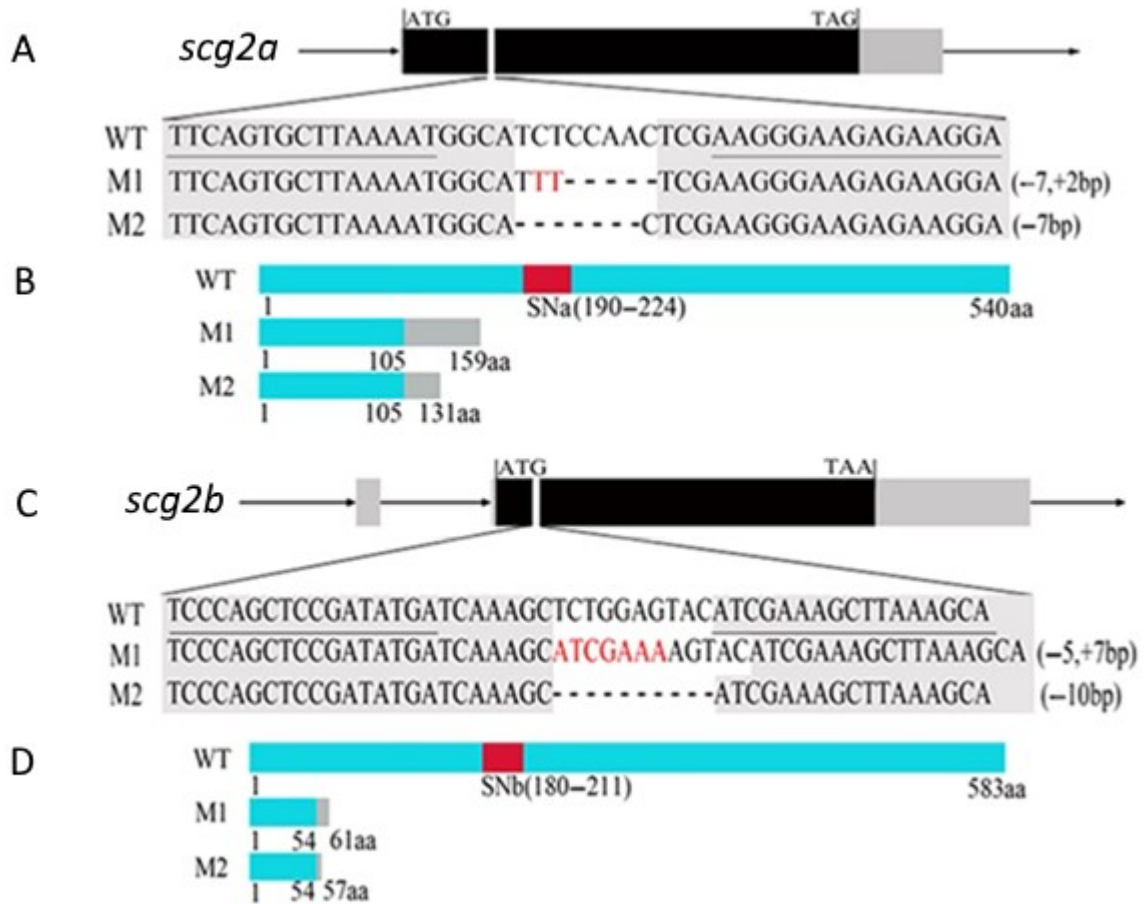 A
scg2a
ATG TAG
WT TTCAGTGCTTAAAATGGCATCTCCAACTCGAAGGGAAGAGAAGGA
M1 TTCAGTGCTTAAAATGGCATTT-----TCGAAGGGAAGAGAAGGA (−7,+2bp)
M2 TTCAGTGCTTAAAATGGCA-------CTCGAAGGGAAGAGAAGGA (−7bp)
B
WT
1 SNa(190−224) 540aa
M1
1 105 159aa
M2
1 105 131aa
C
scg2b
ATG TAA
WT TCCCAGCTCCGATATGATCAAAGCTCTGGAGTACATCGAAAGCTTAAAGCA
M1 TCCCAGCTCCGATATGATCAAAGCATCGAAAAGTACATCGAAAGCTTAAAGCA (−5,+7bp)
M2 TCCCAGCTCCGATATGATCAAAGC----------ATCGAAAGCTTAAAGCA (−10bp)
D
WT
1 SNb(180−211) 583aa
M1
1 54 61aa
M2
1 54 57aa